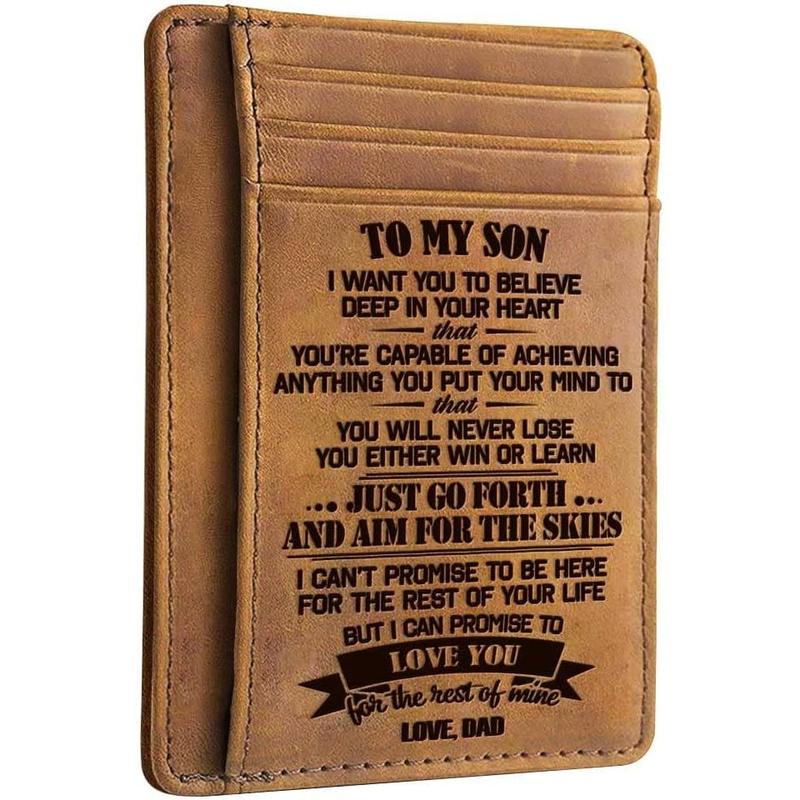 TO MY SON
I WANT YOU TO BELIEVE
DEEP IN YOUR HEART
that
YOU'RE CAPABLE OF ACHIEVING
ANYTHING YOU PUT YOUR MIND TO
that
YOU WILL NEVER LOSE
YOU EITHER WIN OR LEARN
... JUST GO FORTH ...
AND AIM FOR THE SKIES
I CAN'T PROMISE TO BE HERE
FOR THE REST OF YOUR LIFE
BUT I CAN PROMISE TO
LOVE YOU
for the rest of mine
LOVE, DAD